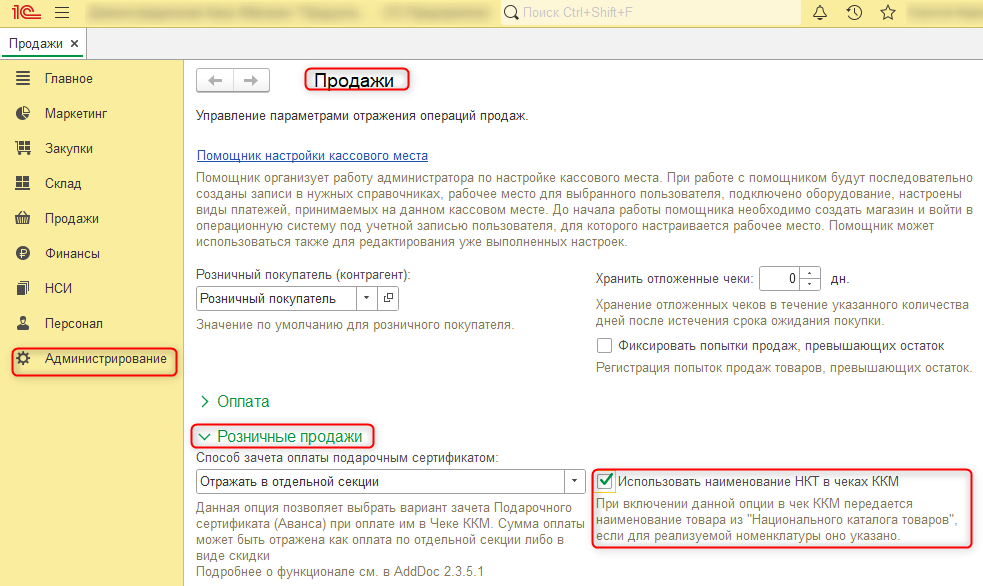 1С
Поиск Ctrl+Shift+F
Продажи ×
Главное
Маркетинг
Закупки
Склад
Продажи
Финансы
НСИ
Персонал
Администрирование
Продажи
Управление параметрами отражения операций продаж.
Помощник настройки кассового места
Помощник организует работу администратора по настройке кассового места. При работе с помощником будут последовательно
созданы записи в нужных справочниках, рабочее место для выбранного пользователя, подключено оборудование, настроены
виды платежей, принимаемых на данном кассовом месте. До начала работы помощника необходимо создать магазин и войти в
операционную систему под учетной записью пользователя, для которого настраивается рабочее место. Помощник может
использоваться также для редактирования уже выполненных настроек.
Розничный покупатель (контрагент):
Розничный покупатель
Значение по умолчанию для розничного покупателя.
Хранить отложенные чеки: 0 дн.
Хранение отложенных чеков в течение указанного количества
дней после истечения срока ожидания покупки.
Фиксировать попытки продаж, превышающих остаток
Регистрация попыток продаж товаров, превышающих остаток.
Оплата
Розничные продажи
Способ зачета оплаты подарочным сертификатом:
Отражать в отдельной секции
Данная опция позволяет выбрать вариант зачета Подарочного
сертификата (Аванса) при оплате им в Чеке ККМ. Сумма оплаты
может быть отражена как оплата по отдельной секции либо в
виде скидки
Подробнее о функционале см. в AddDoc 2.3.5.1
Использовать наименование НКТ в чеках ККМ
При включении данной опции в чек ККМ передается
наименование товара из "Национального каталога товаров",
если для реализуемой номенклатуры оно указано.